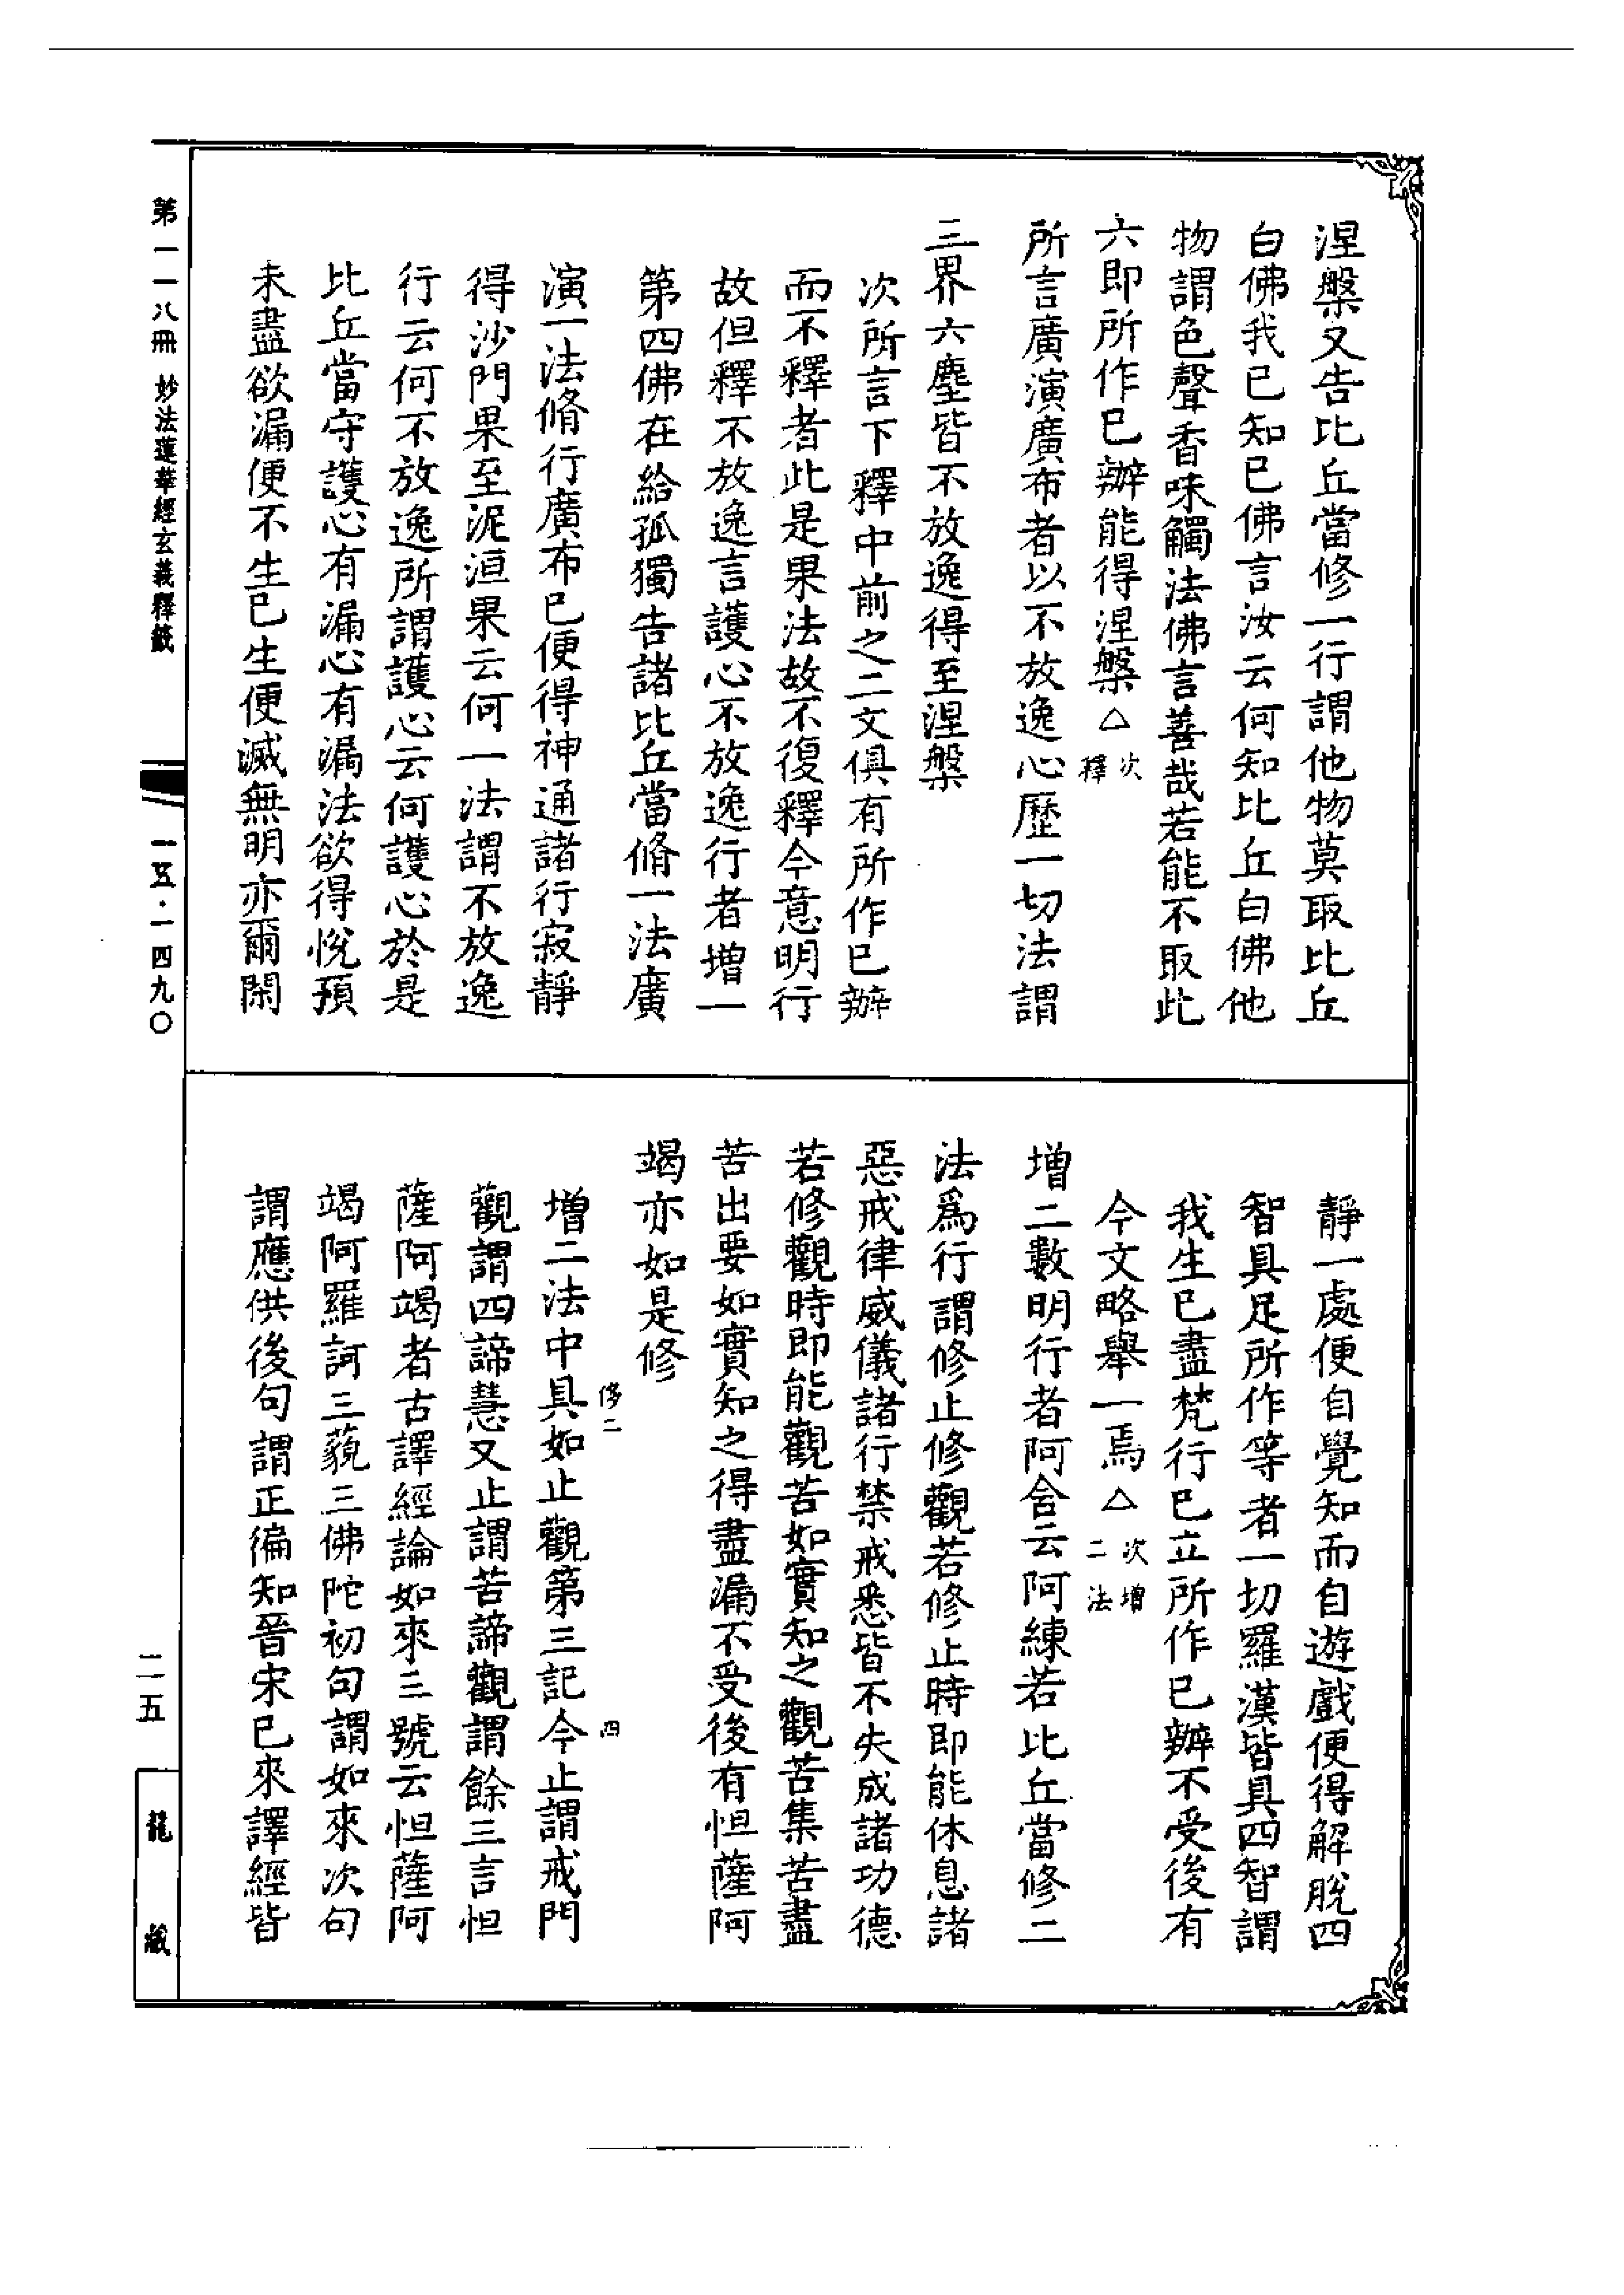 涅槃又告比丘當修一行謂他物莫取比丘
白佛我已知已佛言汝云何知比丘白佛他
物謂色聲香味觸法佛言善哉若能不取此
六即所作已辦能得涅槃△次釋
所言廣演廣布者以不放逸心歷一切法謂
三界六塵皆不放逸得至涅槃
次所言下釋中前之二文俱有所作已辦
而不釋者此是果法故不復釋今意明行
故但釋不放逸言護心不放逸行者增一
第四佛在給孤獨告諸比丘當脩一法廣
演一法脩行廣布已便得神通諸行寂靜
得沙門果至泥洹果云何一法謂不放逸
行云何不放逸所謂護心云何護心於是
比丘當守護心有漏心有漏法欲得悅預
未盡欲漏便不生已生便滅無明亦爾閑
靜一處便自覺知而自遊戲便得解脫四
智具足所作等者一切羅漢皆具四智謂
我生已盡梵行已立所作已辦不受後有
今文略舉一焉△次增二法
增二數明行者阿含云阿練若比丘當修二
法爲行謂修止修觀若修止時即能休息諸
惡戒律威儀諸行禁戒悉皆不失成諸功德
若修觀時即能觀苦如實知之觀苦集苦盡
苦出要如實知之得盡漏不受後有怛薩阿
竭亦如是修
侈二 四
增二法中具如止觀第三記今止謂戒門
觀謂四諦慧又止謂苦諦觀謂餘三言怛
薩阿竭者古譯經論如來三號云怛薩阿
竭阿羅訶三藐三佛陀初句謂如來次句
謂應供後句謂正徧知晉宋已來譯經皆
第一一八冊 妙法蓮華經玄義釋籤
一五·一四九〇
二五
龍藏